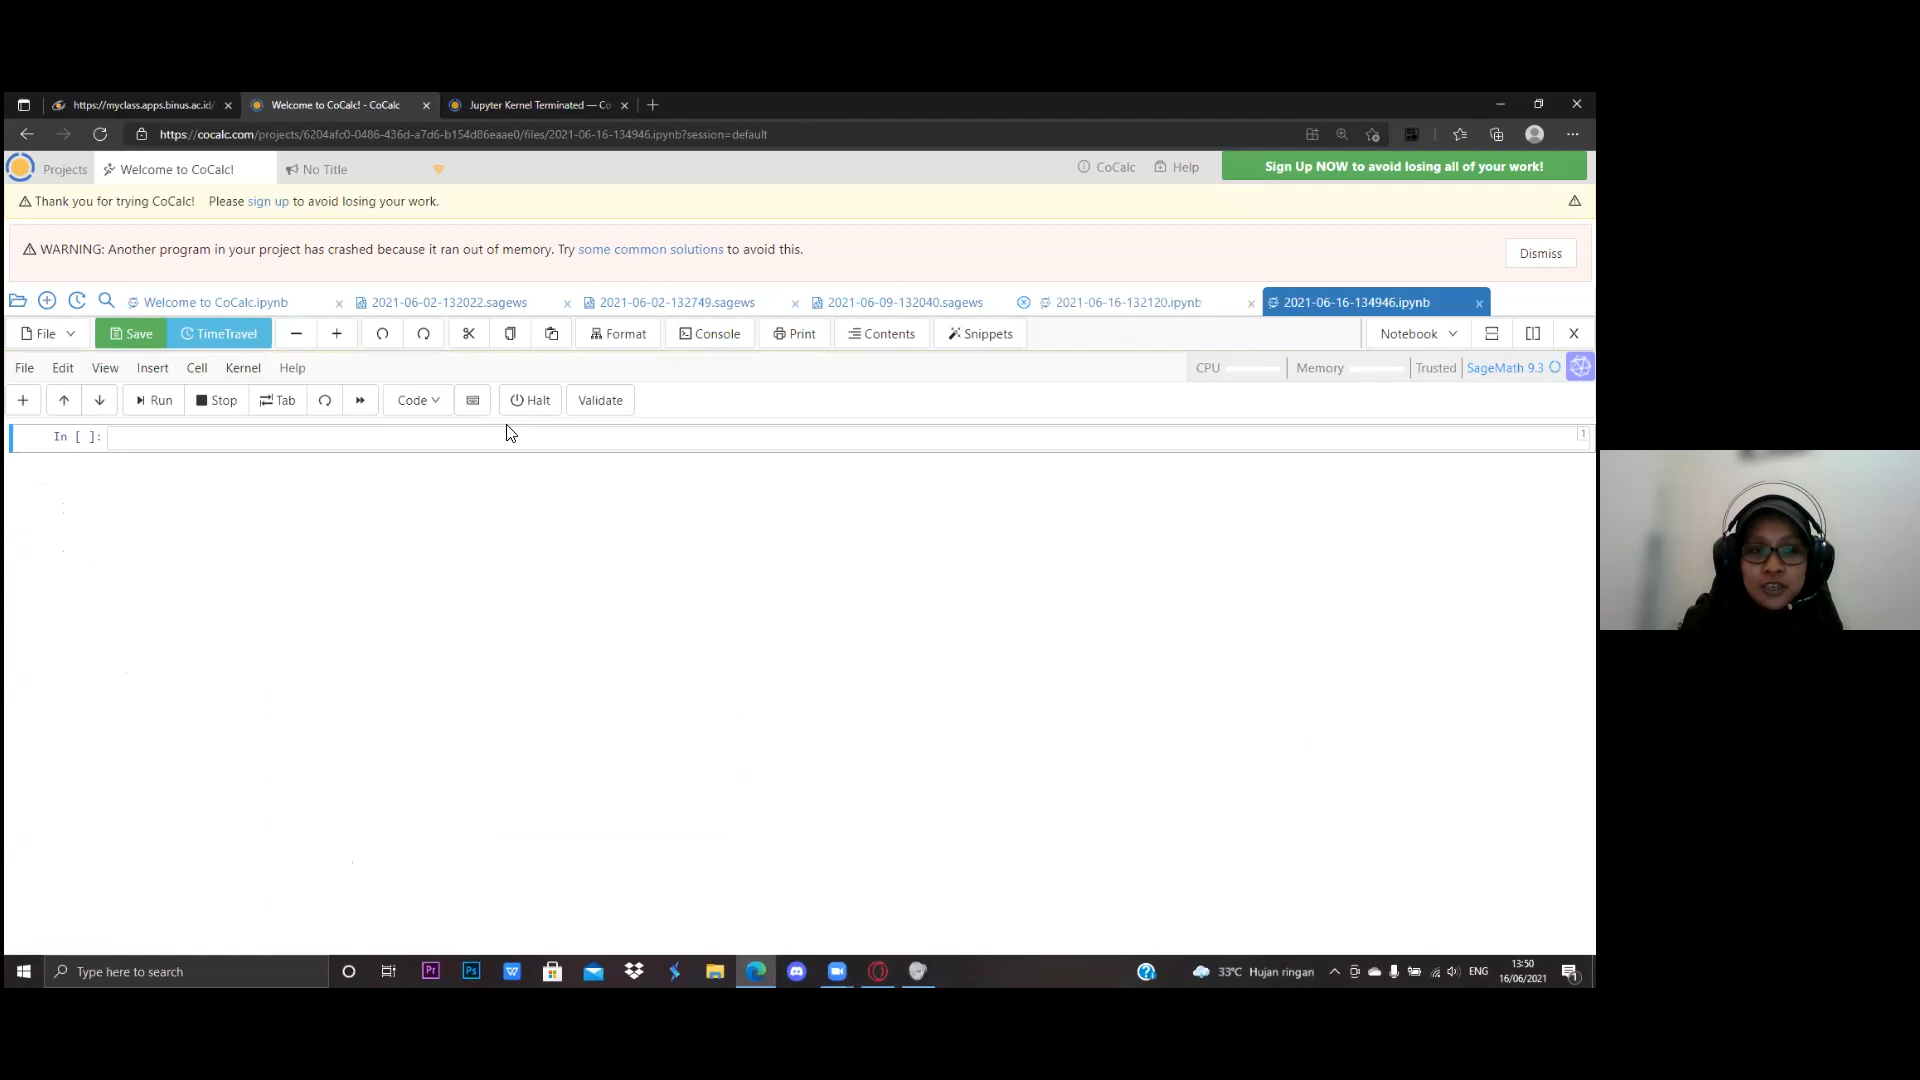 https://myclass.apps.binus.ac.id/
Welcome to CoCalc! - CoCalc
Jupyter Kernel Terminated — Co
https://cocalc.com/projects/6204afc0-0486-436d-a7d6-b154d86eaae0/files/2021-06-16-134946.ipynb?session=default
Projects Welcome to CoCalc! No Title CoCalc Help Sign Up NOW to avoid losing all of your work!
Thank you for trying CoCalc! Please sign up to avoid losing your work.
WARNING: Another program in your project has crashed because it ran out of memory. Try some common solutions to avoid this. Dismiss
Welcome to CoCalc.ipynb 2021-06-02-132022.sagews 2021-06-02-132749.sagews 2021-06-09-132040.sagews 2021-06-16-132120.ipynb 2021-06-16-134946.ipynb
File Save TimeTravel Format Console Print Contents Snippets Notebook
File Edit View Insert Cell Kernel Help CPU Memory Trusted SageMath 9.3
Run Stop Tab Code Halt Validate
In [ ]: 1
Type here to search Pr Ps W 33°C Hujan ringan ENG 13:50
16/06/2021 1